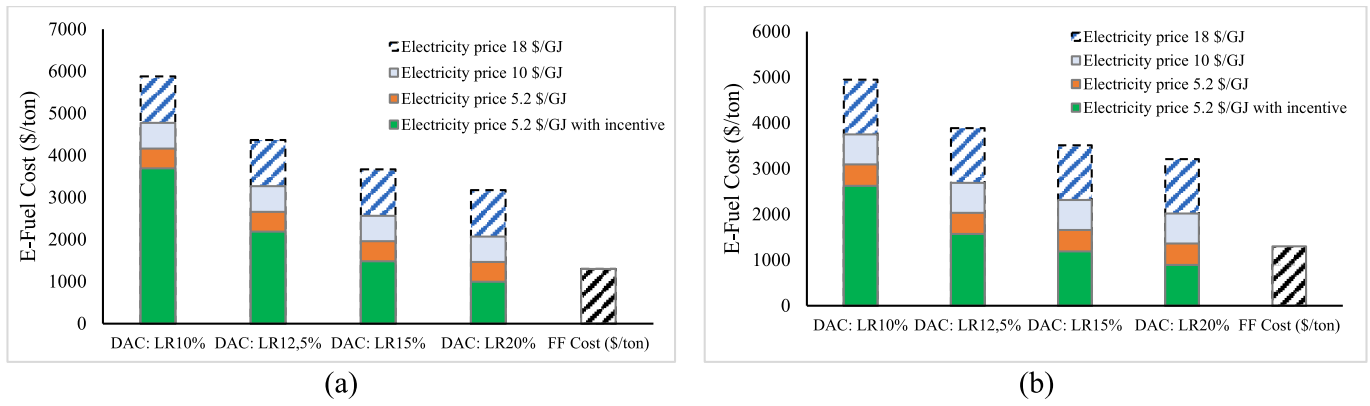 7000
6000
5000
4000
3000
2000
1000
0
E-Fuel Cost ($/ton)
Electricity price 18 $/GJ
Electricity price 10 $/GJ
Electricity price 5.2 $/GJ
Electricity price 5.2 $/GJ with incentive
DAC: LR10% DAC: LR12,5% DAC: LR15% DAC: LR20% FF Cost ($/ton)
(a)
6000
5000
4000
3000
2000
1000
0
E-Fuel Cost ($/ton)
Electricity price 18 $/GJ
Electricity price 10 $/GJ
Electricity price 5.2 $/GJ
Electricity price 5.2 $/GJ with incentive
DAC: LR10% DAC: LR12,5% DAC: LR15% DAC: LR20% FF Cost ($/ton)
(b)